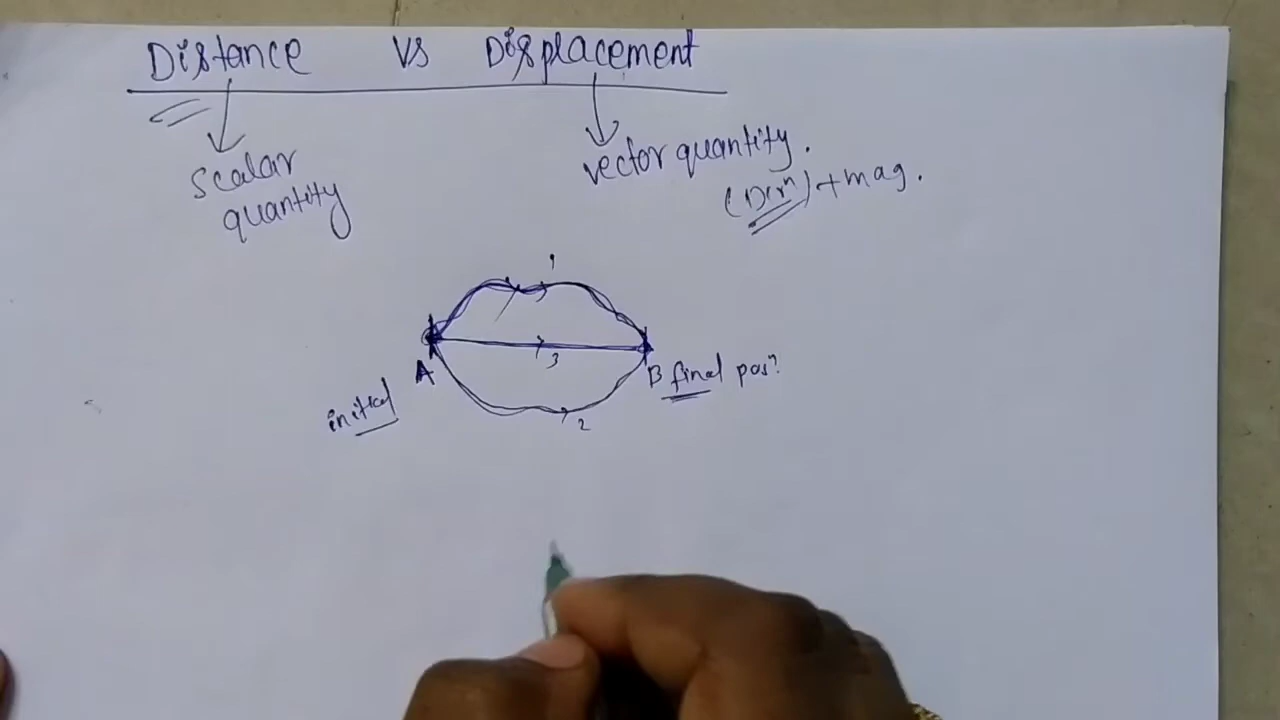 Distance vs Displacement
scalar
quantity
vector quantity.
(Dirn) + mag.
1
3
A
B final posn
initial
2